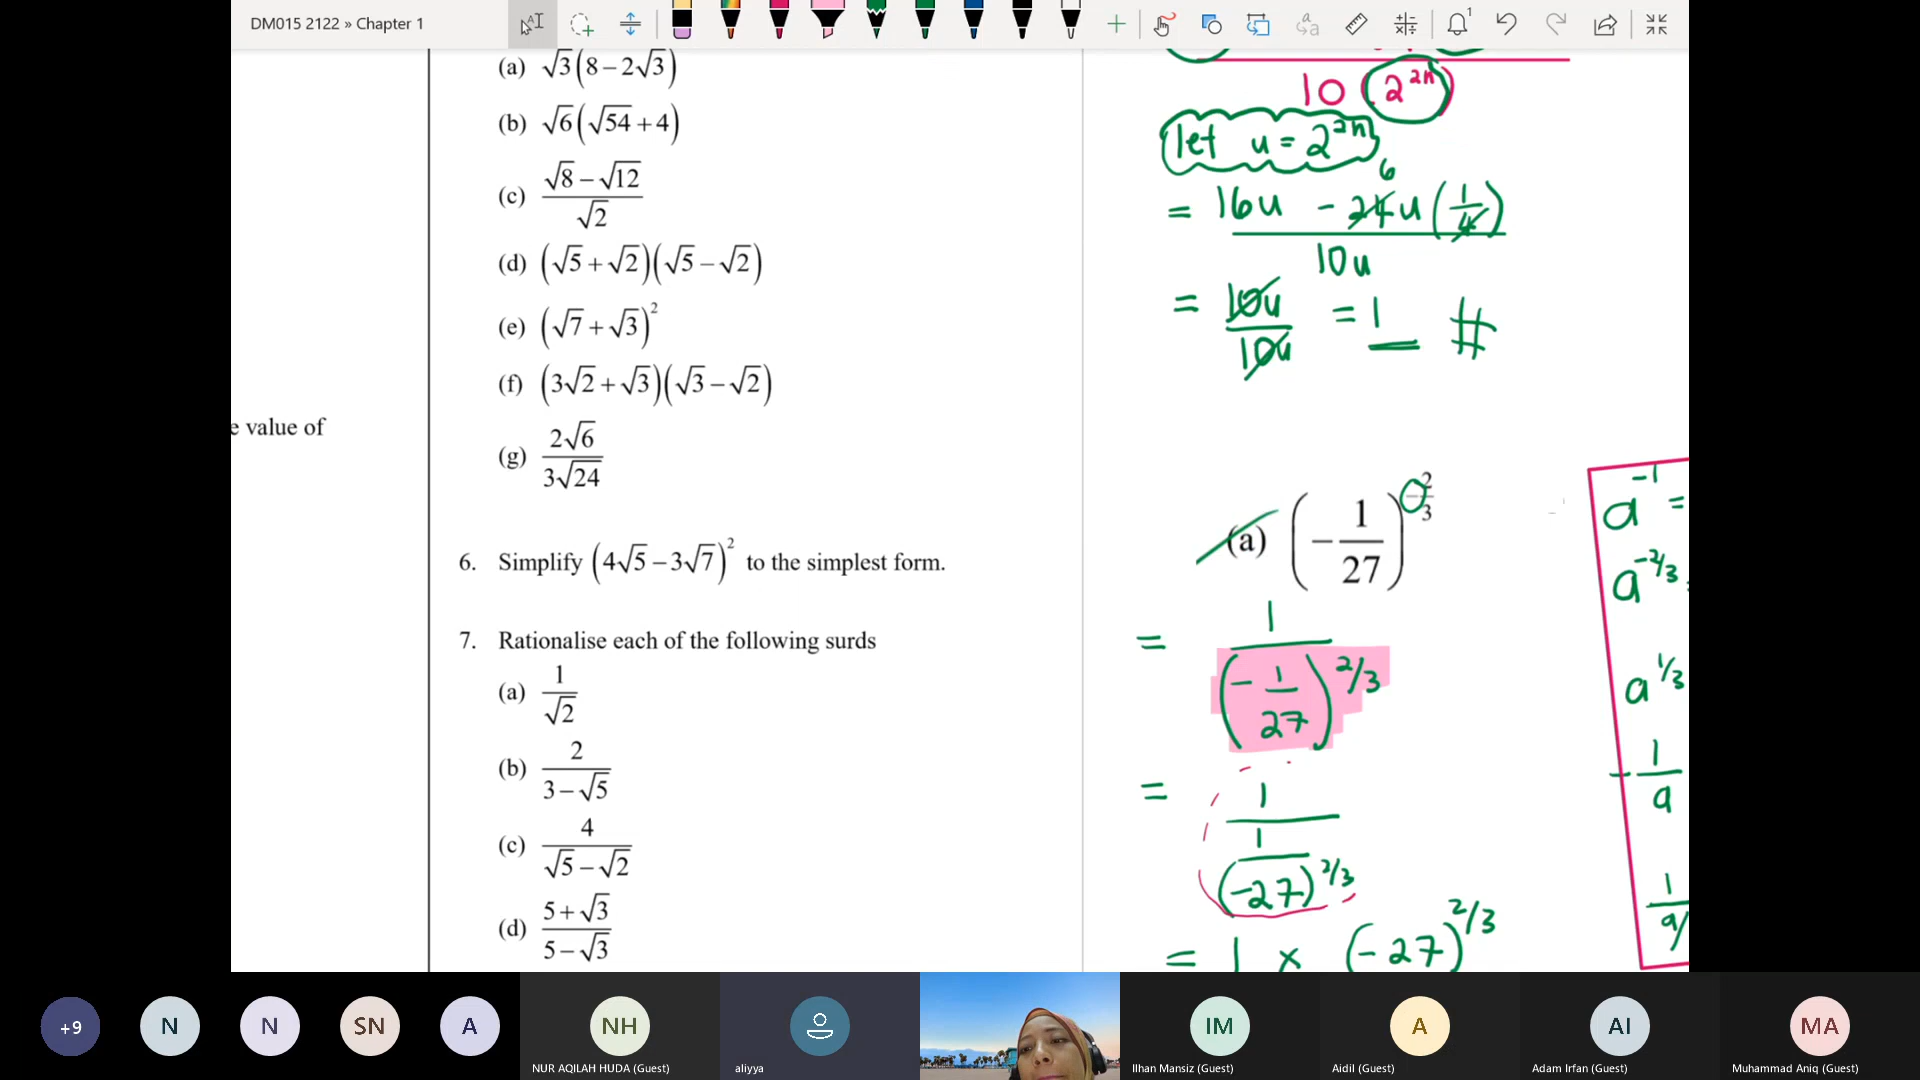 DM015 2122 » Chapter 1
(a) √3(8−2√3)
(b) √6(√54+4)
(c) (√8−√12)/√2
(d) (√5+√2)(√5−√2)
(e) (√7+√3)²
(f) (3√2+√3)(√3−√2)
(g) 2√6/3√24
e value of
6. Simplify (4√5−3√7)² to the simplest form.
7. Rationalise each of the following surds
(a) 1/√2
(b) 2/(3−√5)
(c) 4/(√5−√2)
(d) (5+√3)/(5−√3)
10 (2^2n)
let u = 2^2n
= (16u − 24u(1/4))/10u
6
= 10u/10u = 1 #
(a) (−1/27)^−2/3
= 1/(−1/27)^2/3
= 1/(1/(−27)^2/3)
= 1 × (−27)^2/3
a^−1 =
a^−2/3
a^1/3
−1/a
1/a/
+9
N
N
SN
A
NH
NUR AQILAH HUDA (Guest)
aliyya
IM
Ilhan Mansiz (Guest)
A
Aidil (Guest)
AI
Adam Irfan (Guest)
MA
Muhammad Aniq (Guest)